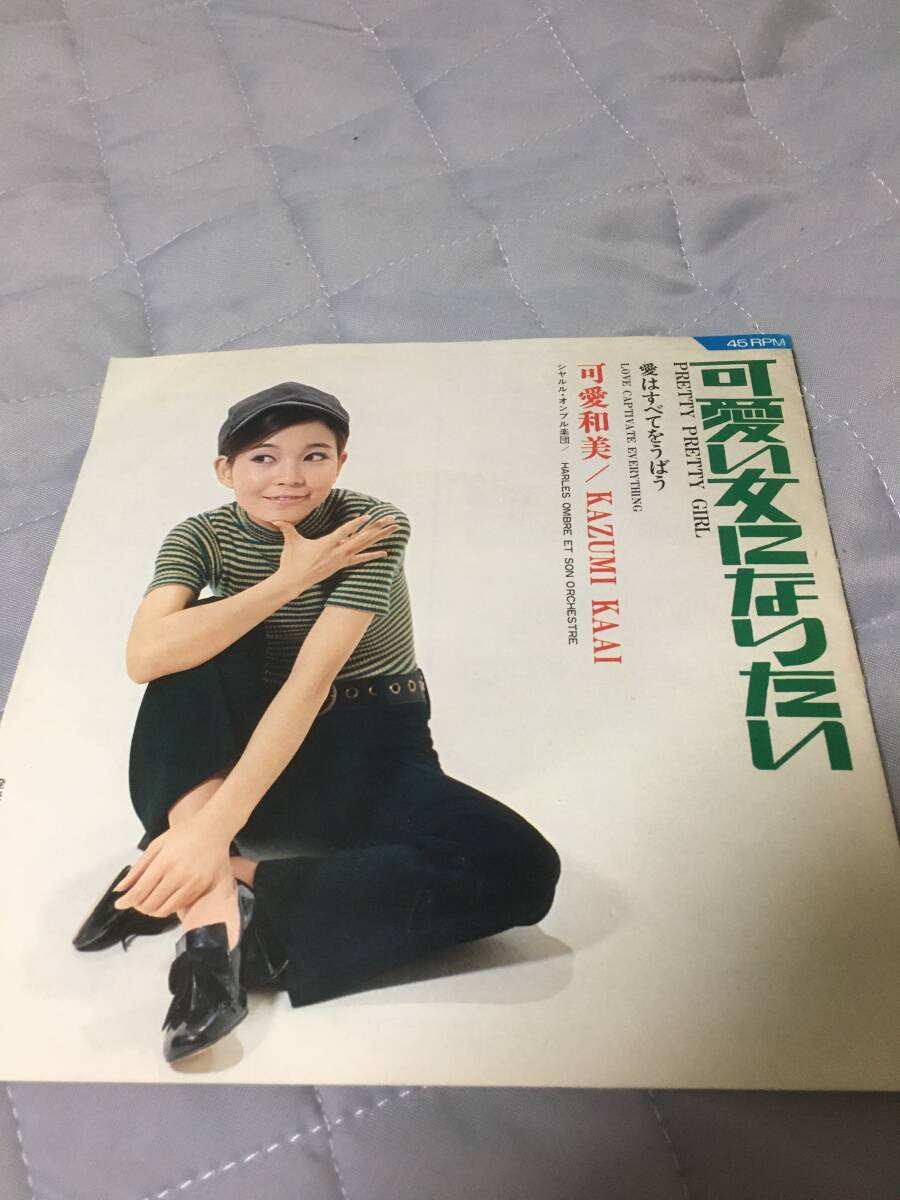 45 RPM
可愛い女になりたい
PRETTY PRETTY GIRL
愛はすべてをうばう
LOVE CAPTIVATE EVERYTHING
可愛和美/KAZUMI KAAI
シャルル・オンブル楽団/HARLES OMBRE ET SON ORCHESTRE